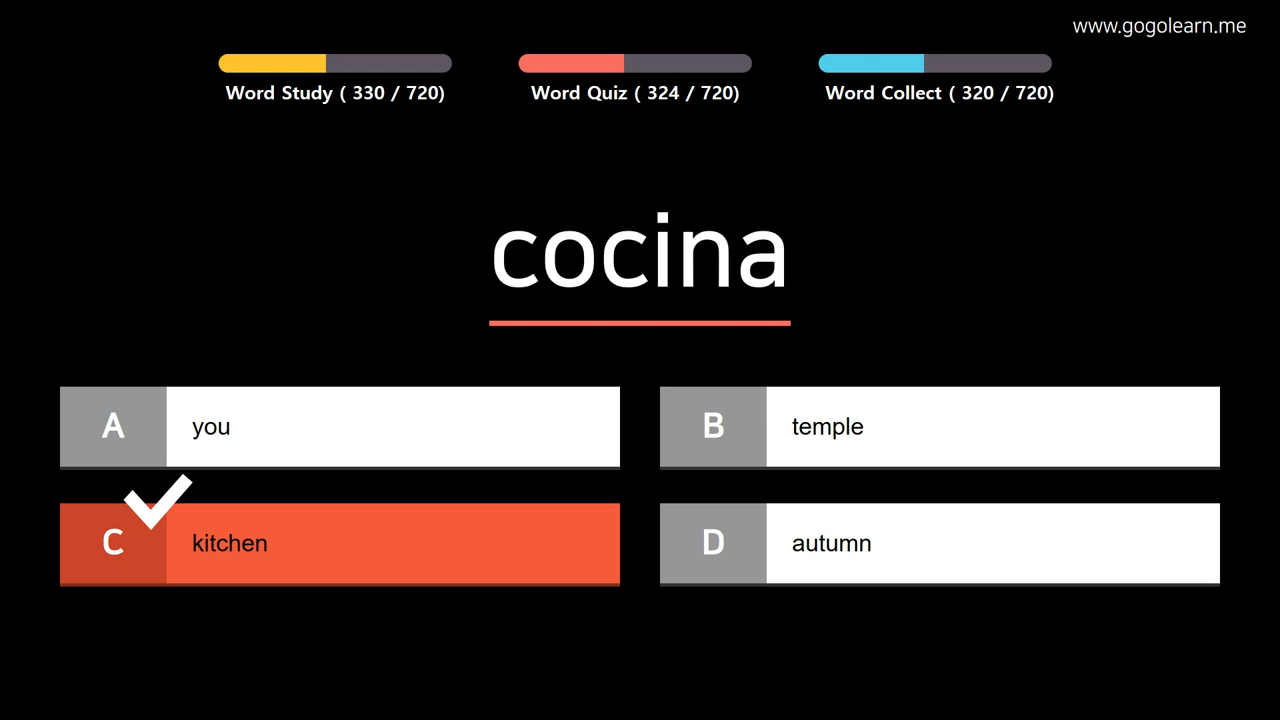 www.gogolearn.me
Word Study ( 330 / 720)
Word Quiz ( 324 / 720)
Word Collect ( 320 / 720)
cocina
A you
B temple
C kitchen
D autumn